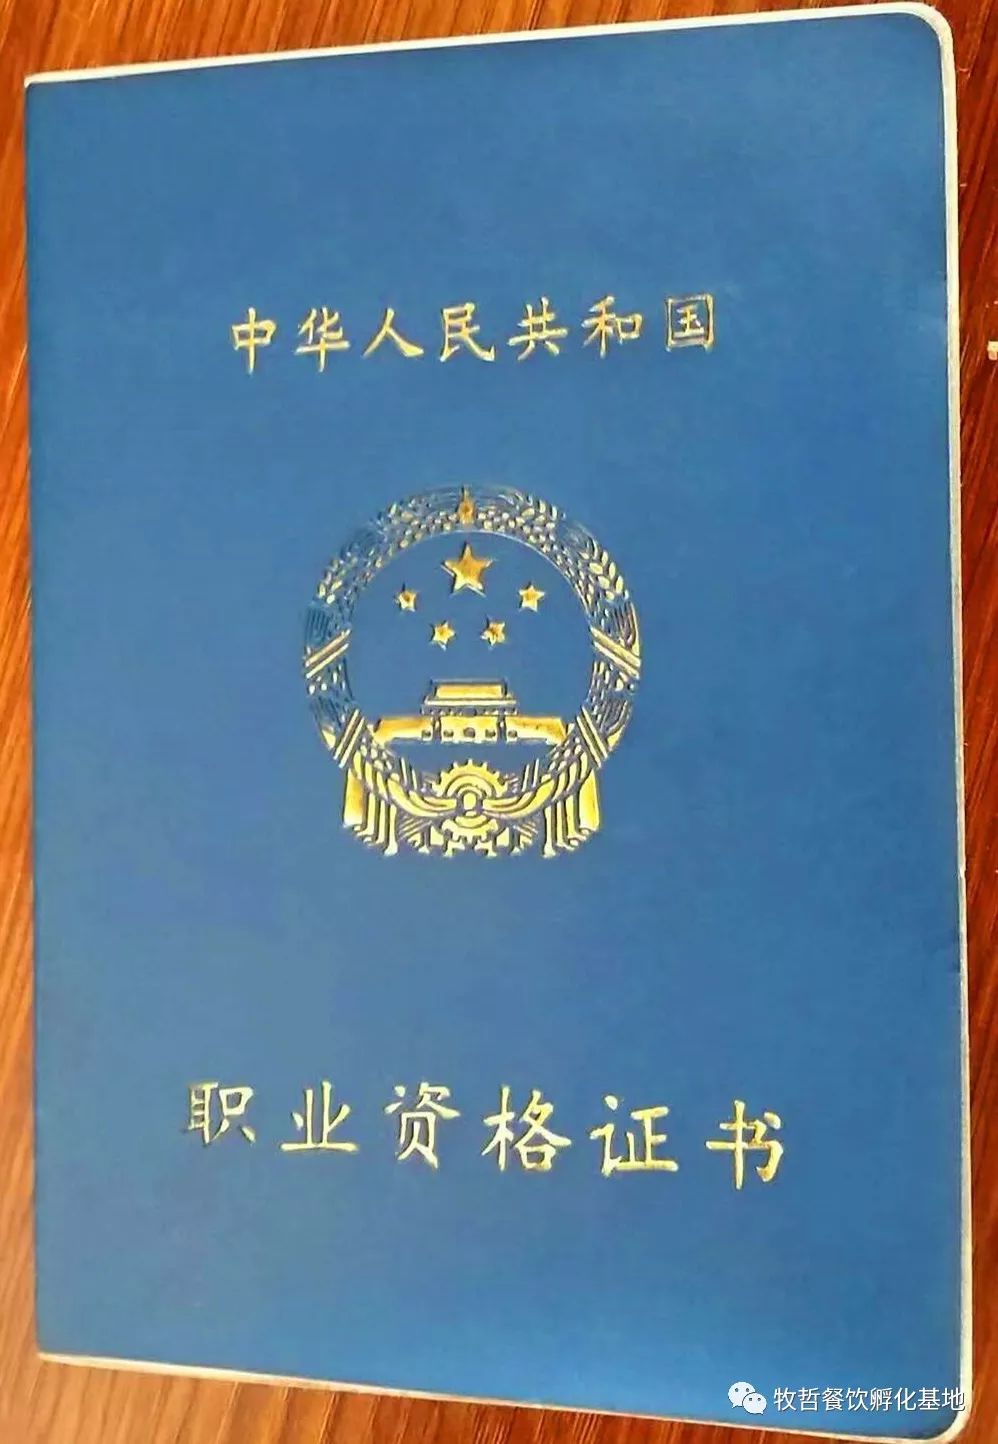 中华人民共和国
职业资格证书
牧哲餐饮孵化基地